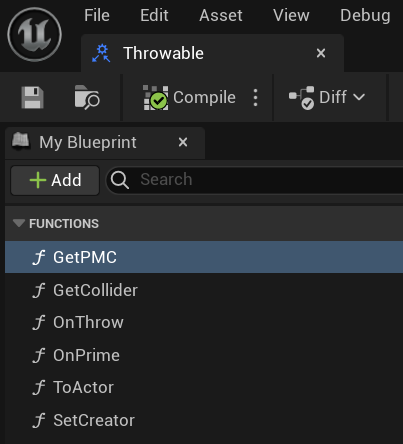 File Edit Asset View Debug
Throwable
Compile Diff
My Blueprint
Add Search
FUNCTIONS
GetPMC
GetCollider
OnThrow
OnPrime
ToActor
SetCreator